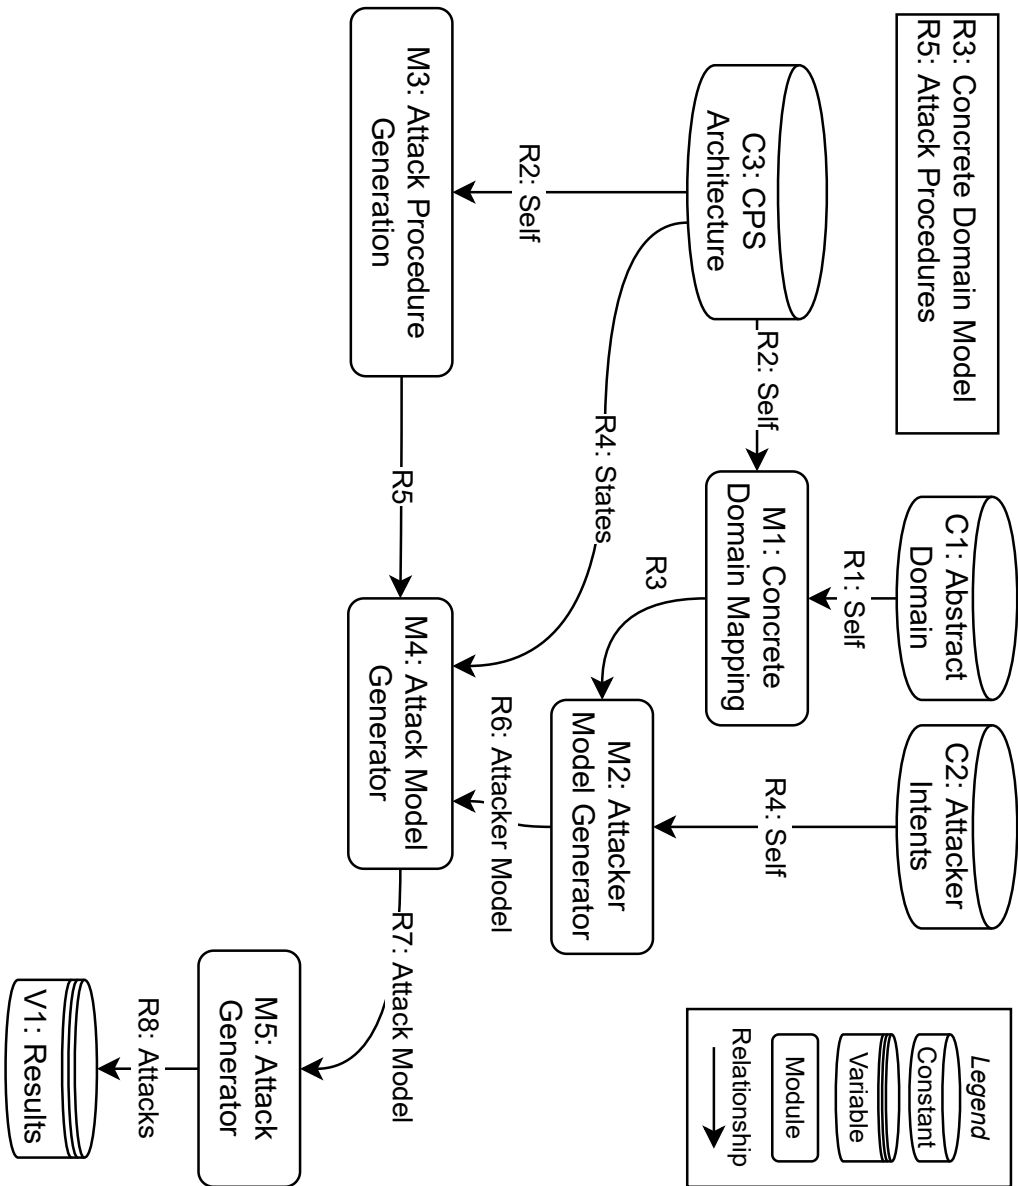 R3: Concrete Domain Model
R5: Attack Procedures
C1: Abstract
Domain
C2: Attacker
Intents
Legend
Constant
Variable
Module
Relationship
C3: CPS
Architecture
R2: Self
R1: Self
M1: Concrete
Domain Mapping
R4: Self
R2: Self
R4: States
R3
M2: Attacker
Model Generator
M3: Attack Procedure
Generation
R5
R6: Attacker Model
M4: Attack Model
Generator
R7: Attack Model
M5: Attack
Generator
R8: Attacks
V1: Results